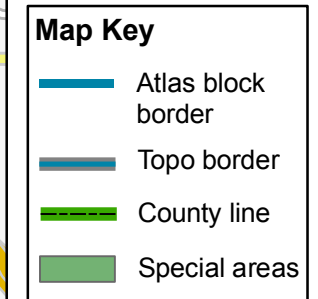 Map Key
Atlas block
border
Topo border
County line
Special areas